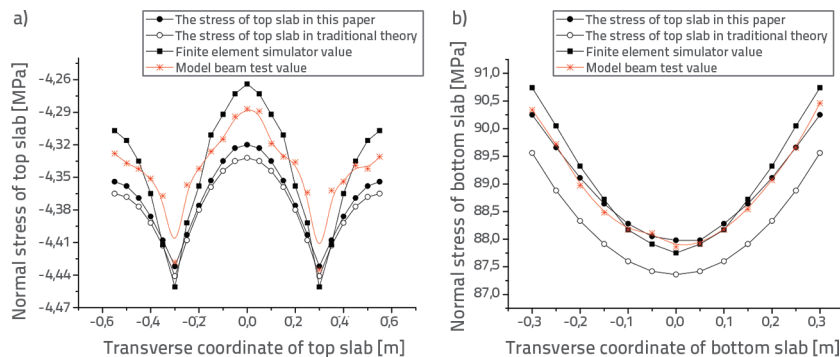 a)
The stress of top slab in this paper
The stress of top slab in traditional theory
Finite element simulator value
Model beam test value
Normal stress of top slab [MPa]
-4,26
-4,29
-4,32
-4,35
-4,38
-4,41
-4,44
-4,47
-0,6
-0,4
-0,2
0,0
0,2
0,4
0,6
Transverse coordinate of top slab [m]
b)
The stress of top slab in this paper
The stress of top slab in traditional theory
Finite element simulator value
Model beam test value
Normal stress of bottom slab [MPa]
91,0
90,5
90,0
89,5
89,0
88,5
88,0
87,5
87,0
-0,3
-0,2
-0,1
0,0
0,1
0,2
0,3
Transverse coordinate of bottom slab [m]